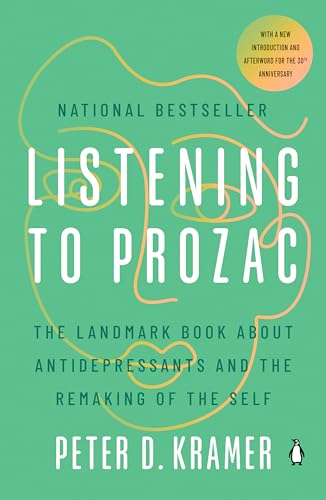 WITH A NEW
INTRODUCTION AND
AFTERWORD FOR THE 30TH
ANNIVERSARY
NATIONAL BESTSELLER
LISTENING
TO PROZAC
THE LANDMARK BOOK ABOUT
ANTIDEPRESSANTS AND THE
REMAKING OF THE SELF
PETER D. KRAMER